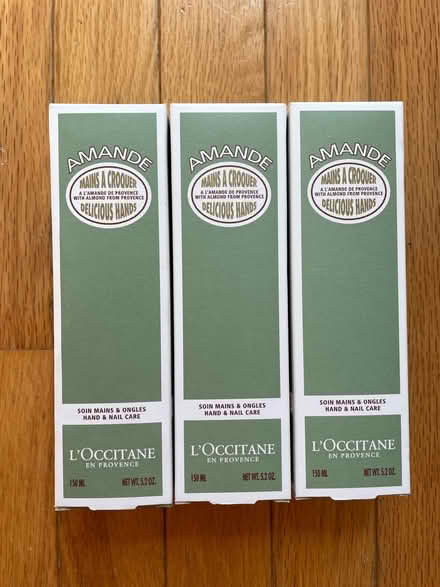 AMANDE
MAINS A CROQUER
A L'AMANDE DE PROVENCE
WITH ALMOND FROM PROVENCE
DELICIOUS HANDS
SOIN MAINS & ONGLES
HAND & NAIL CARE
L'OCCITANE
EN PROVENCE
150 ML NET WT. 5.2 OZ.
AMANDE
MAINS A CROQUER
A L'AMANDE DE PROVENCE
WITH ALMOND FROM PROVENCE
DELICIOUS HANDS
SOIN MAINS & ONGLES
HAND & NAIL CARE
L'OCCITANE
EN PROVENCE
150 ML NET WT. 5.2 OZ.
AMANDE
MAINS A CROQUER
A L'AMANDE DE PROVENCE
WITH ALMOND FROM PROVENCE
DELICIOUS HANDS
SOIN MAINS & ONGLES
HAND & NAIL CARE
L'OCCITANE
EN PROVENCE
150 ML NET WT. 5.2 OZ.